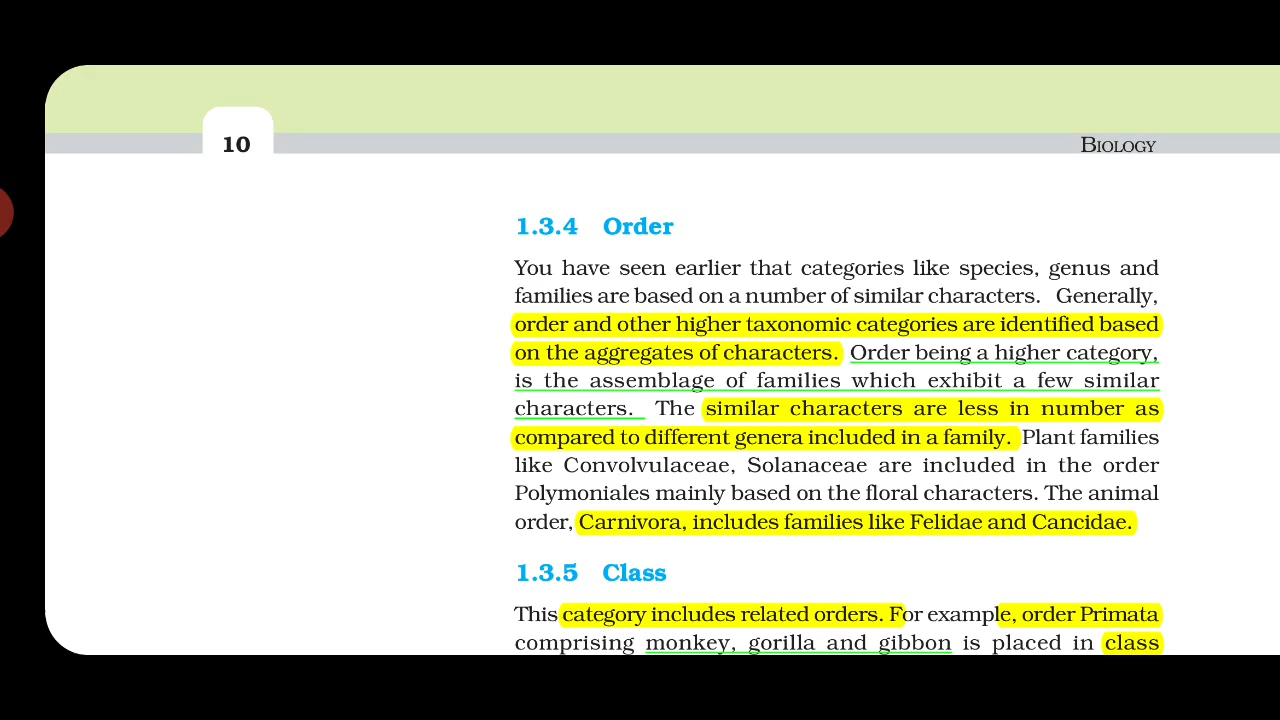 10
BIOLOGY
1.3.4 Order
You have seen earlier that categories like species, genus and
families are based on a number of similar characters. Generally,
order and other higher taxonomic categories are identified based
on the aggregates of characters. Order being a higher category,
is the assemblage of families which exhibit a few similar
characters. The similar characters are less in number as
compared to different genera included in a family. Plant families
like Convolvulaceae, Solanaceae are included in the order
Polymoniales mainly based on the floral characters. The animal
order, Carnivora, includes families like Felidae and Cancidae.
1.3.5 Class
This category includes related orders. For example, order Primata
comprising monkey, gorilla and gibbon is placed in class